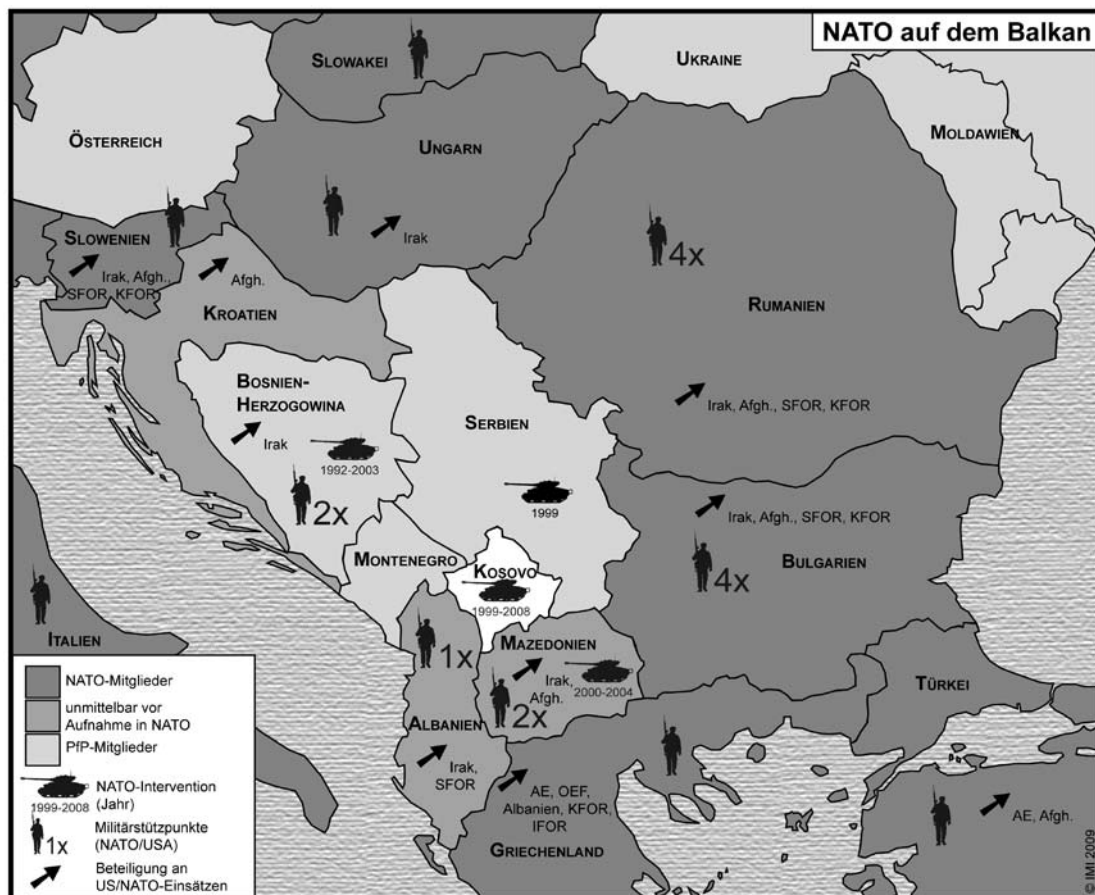 NATO auf dem Balkan
SLOWAKEI
UKRAINE
ÖSTERREICH
UNGARN
MOLDAWIEN
SLOWENIEN
Irak, Afgh.,
SFOR, KFOR
Irak
4x
Afgh.
KROATIEN
RUMANIEN
BOSNIEN-
HERZOGOWINA
Irak
1992-2003
2x
SERBIEN
1999
Irak, Afgh., SFOR, KFOR
Irak, Afgh., SFOR, KFOR
BULGARIEN
4x
MONTENEGRO
KOSOVO
1999-2008
ITALIEN
1x
MAZEDONIEN
Irak,
Afgh.
2000-2004
2x
TÜRKEI
ALBANIEN
Irak,
SFOR
AE, OEF,
Albanien, KFOR,
IFOR
GRIECHENLAND
AE, Afgh.
NATO-Mitglieder
unmittelbar vor
Aufnahme in NATO
PfP-Mitglieder
NATO-Intervention
(Jahr)
1999-2008
Militärstützpunkte
(NATO/USA)
1x
Beteiligung an
US/NATO-Einsätzen
© IMI 2009